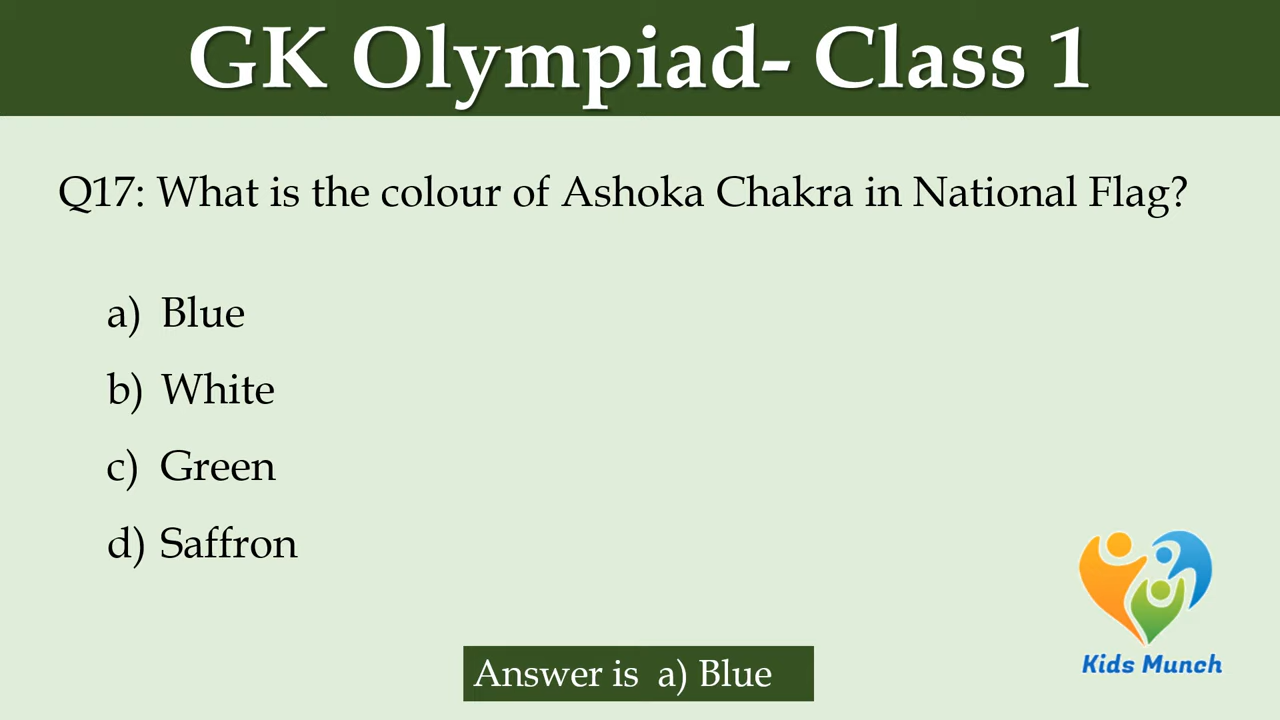 GK Olympiad- Class 1
Q17: What is the colour of Ashoka Chakra in National Flag?
a) Blue
b) White
c) Green
d) Saffron
Kids Munch
Answer is a) Blue